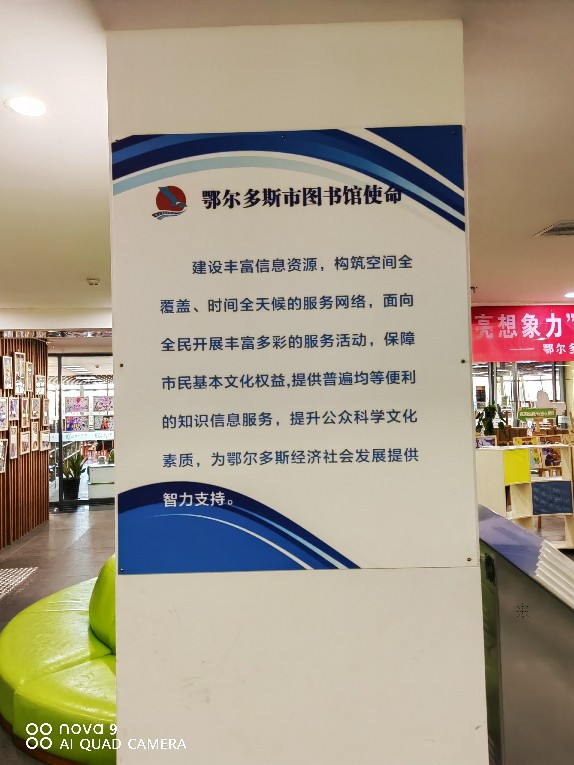 鄂尔多斯市图书馆使命
建设丰富信息资源，构筑空间全
覆盖、时间全天候的服务网络，面向
全民开展丰富多彩的服务活动，保障
市民基本文化权益,提供普遍均等便利
的知识信息服务，提升公众科学文化
素质，为鄂尔多斯经济社会发展提供
智力支持。
亮想象力”
——鄂尔多
nova 9
AI QUAD CAMERA